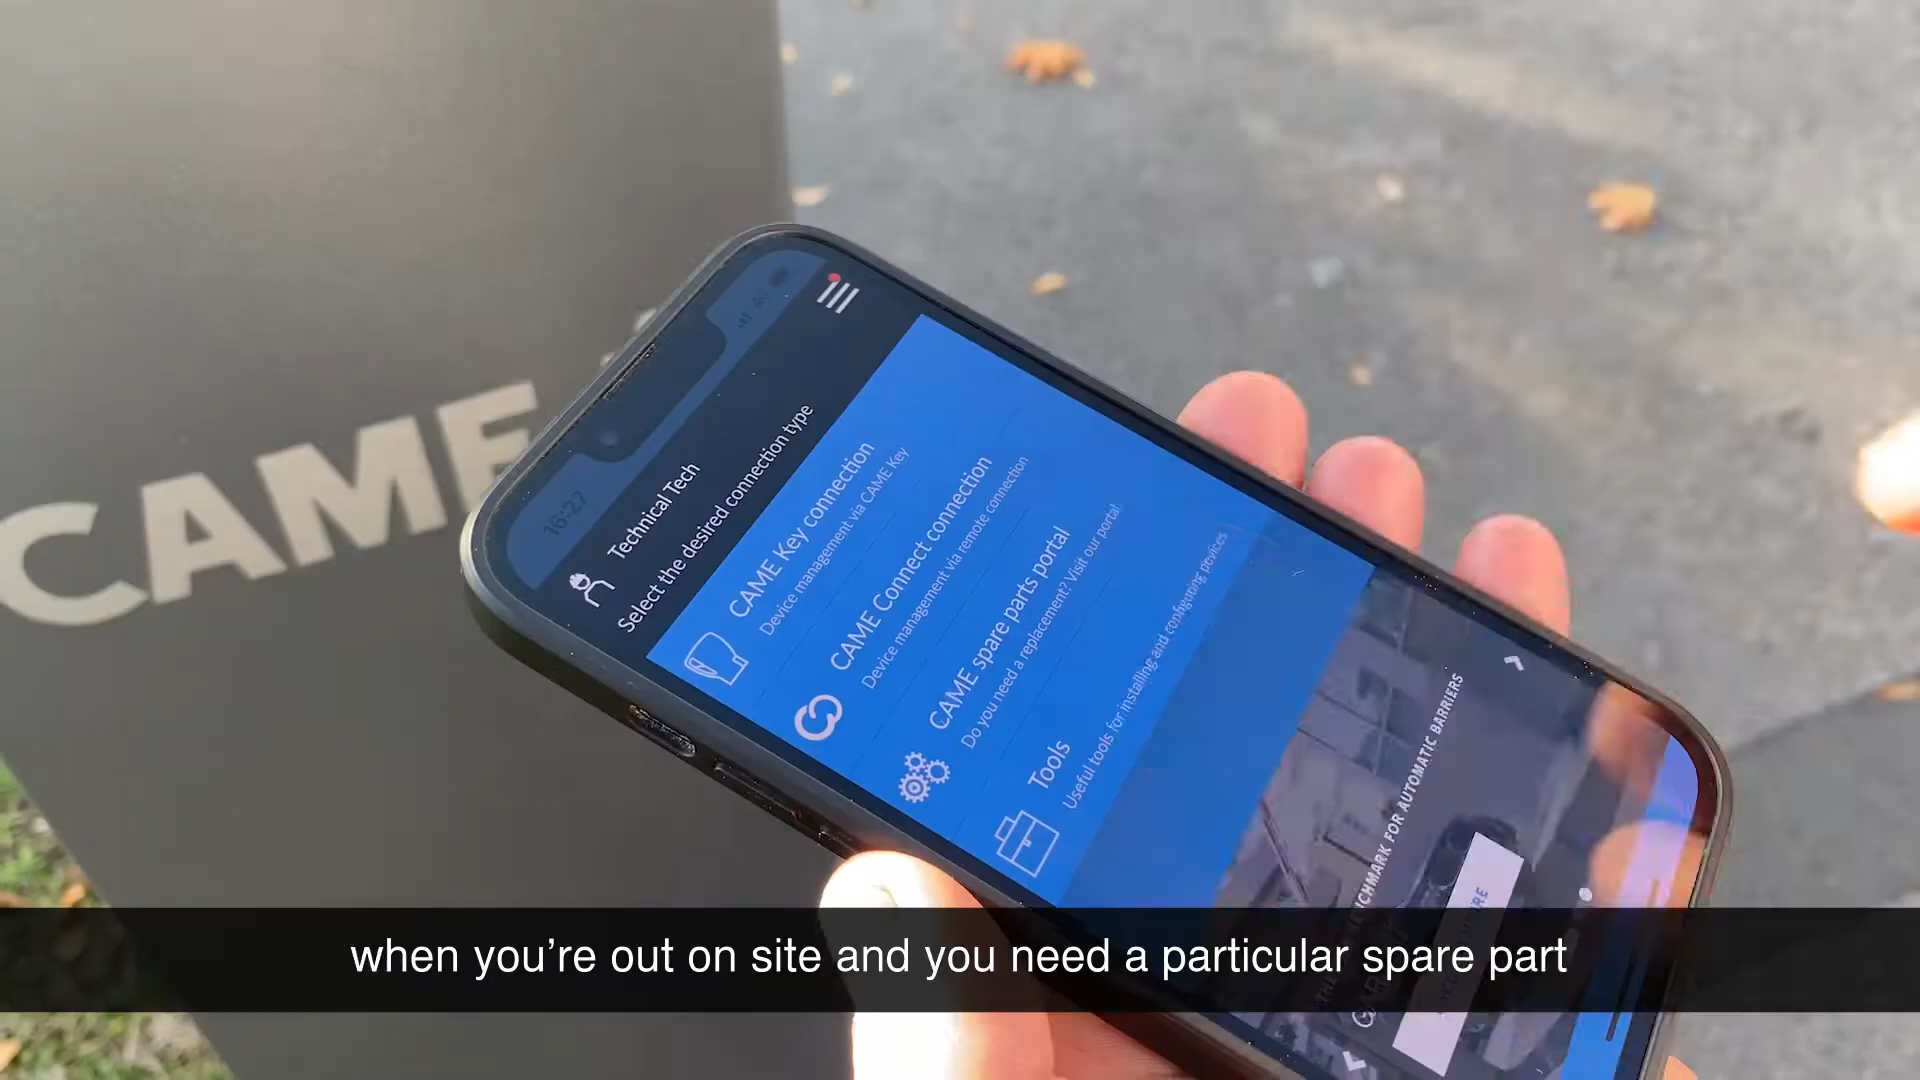 CAME
16:27
Technical Tech
Select the desired connection type
CAME Key connection
Device management via CAME Key
CAME Connect connection
Device management via remote connection
CAME spare parts portal
Do you need a replacement? Visit our portal
Tools
Useful tools for installing and configuring devices
FOR AUTOMATIC BARRIERS
when you’re out on site and you need a particular spare part